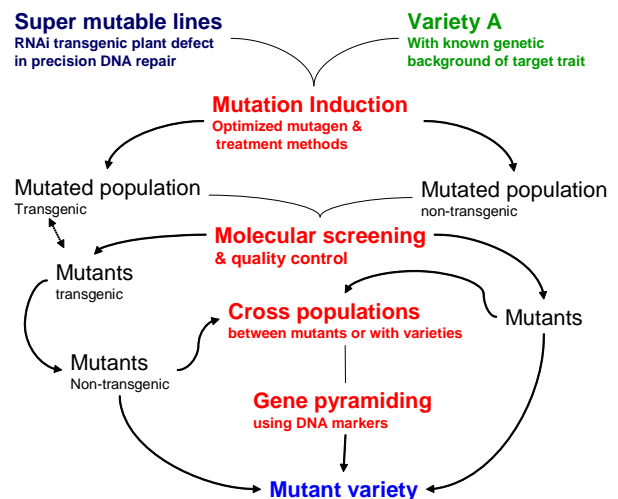 Super mutable lines
RNAi transgenic plant defect
in precision DNA repair
Variety A
With known genetic
background of target trait
Mutation Induction
Optimized mutagen &
treatment methods
Mutated population
Transgenic
Mutated population
non-transgenic
Molecular screening
& quality control
Mutants
transgenic
Cross populations
between mutants or with varieties
Mutants
Mutants
Non-transgenic
Gene pyramiding
using DNA markers
Mutant variety